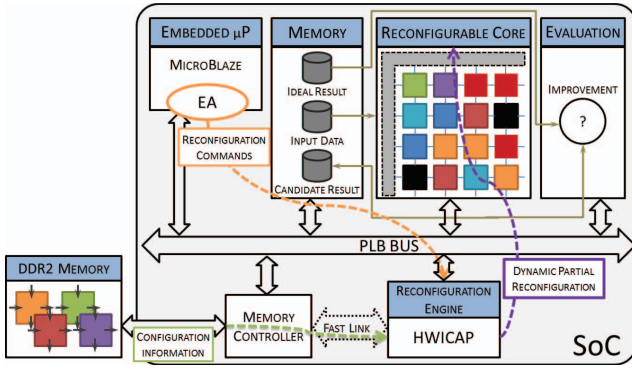 EMBEDDED µP
MEMORY
RECONFIGURABLE CORE
EVALUATION
MICROBLAZE
EA
RECONFIGURATION
COMMANDS
IDEAL RESULT
INPUT DATA
CANDIDATE RESULT
IMPROVEMENT
?
PLB BUS
DDR2 MEMORY
CONFIGURATION
INFORMATION
MEMORY
CONTROLLER
FAST LINK
RECONFIGURATION
ENGINE
HWICAP
DYNAMIC PARTIAL
RECONFIGURATION
SoC